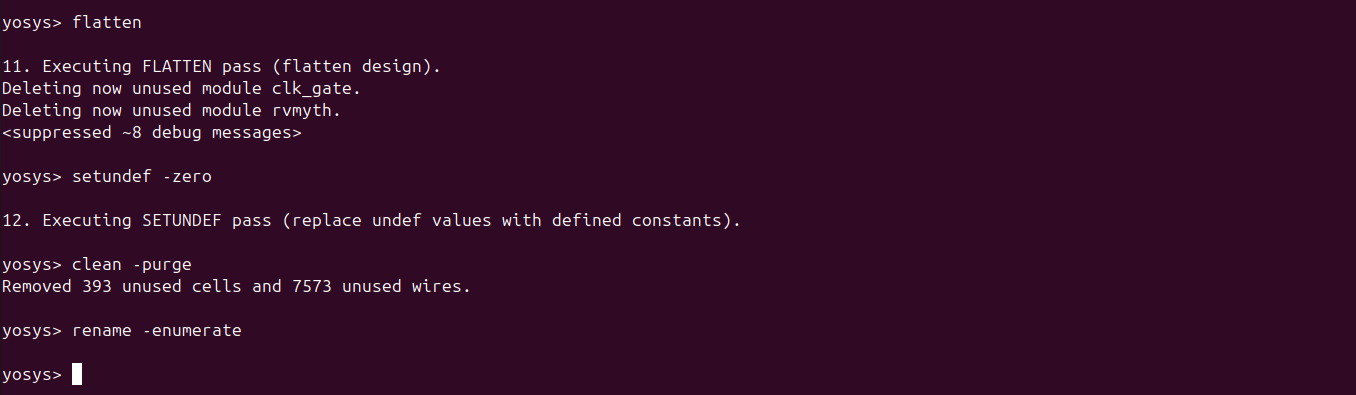 yosys> flatten
11. Executing FLATTEN pass (flatten design).
Deleting now unused module clk_gate.
Deleting now unused module rvmyth.
<suppressed ~8 debug messages>
yosys> setundef -zero
12. Executing SETUNDEF pass (replace undef values with defined constants).
yosys> clean -purge
Removed 393 unused cells and 7573 unused wires.
yosys> rename -enumerate
yosys>